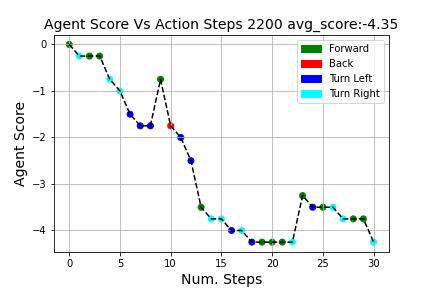 Agent Score Vs Action Steps 2200 avg_score:-4.35
Forward
Back
Turn Left
Turn Right
Agent Score
0
−1
−2
−3
−4
0 5 10 15 20 25 30
Num. Steps